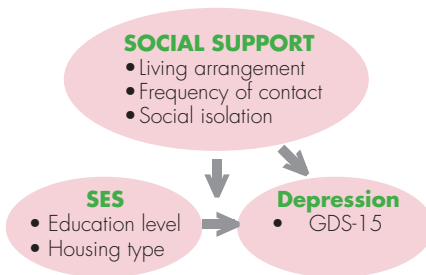 SOCIAL SUPPORT
• Living arrangement
• Frequency of contact
• Social isolation
SES
• Education level
• Housing type
Depression
• GDS-15